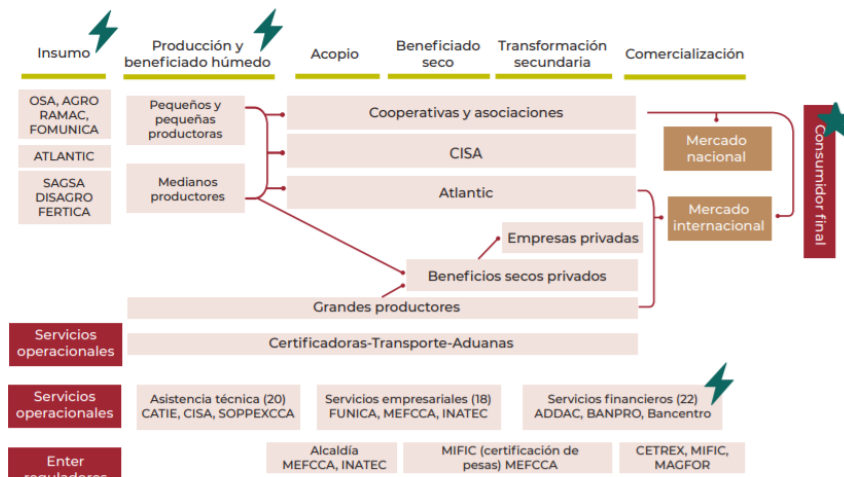 Insumo
Producción y
beneficiado húmedo
Acopio
Beneficiado
seco
Transformación
secundaria
Comercialización
OSA, AGRO
RAMAC,
FOMUNICA
ATLANTIC
SAGSA
DISAGRO
FERTICA
Pequeños y
pequeñas
productoras
Medianos
productores
Cooperativas y asociaciones
CISA
Atlantic
Empresas privadas
Beneficios secos privados
Grandes productores
Mercado
nacional
Mercado
internacional
Consumidor final
Servicios
operacionales
Certificadoras-Transporte-Aduanas
Servicios
operacionales
Asistencia técnica (20)
CATIE, CISA, SOPPEXCCA
Servicios empresariales (18)
FUNICA, MEFCCA, INATEC
Servicios financieros (22)
ADDAC, BANPRO, Bancentro
Enter
reguladores
Alcaldía
MEFCCA, INATEC
MIFIC (certificación de
pesas) MEFCCA
CETREX, MIFIC,
MAGFOR